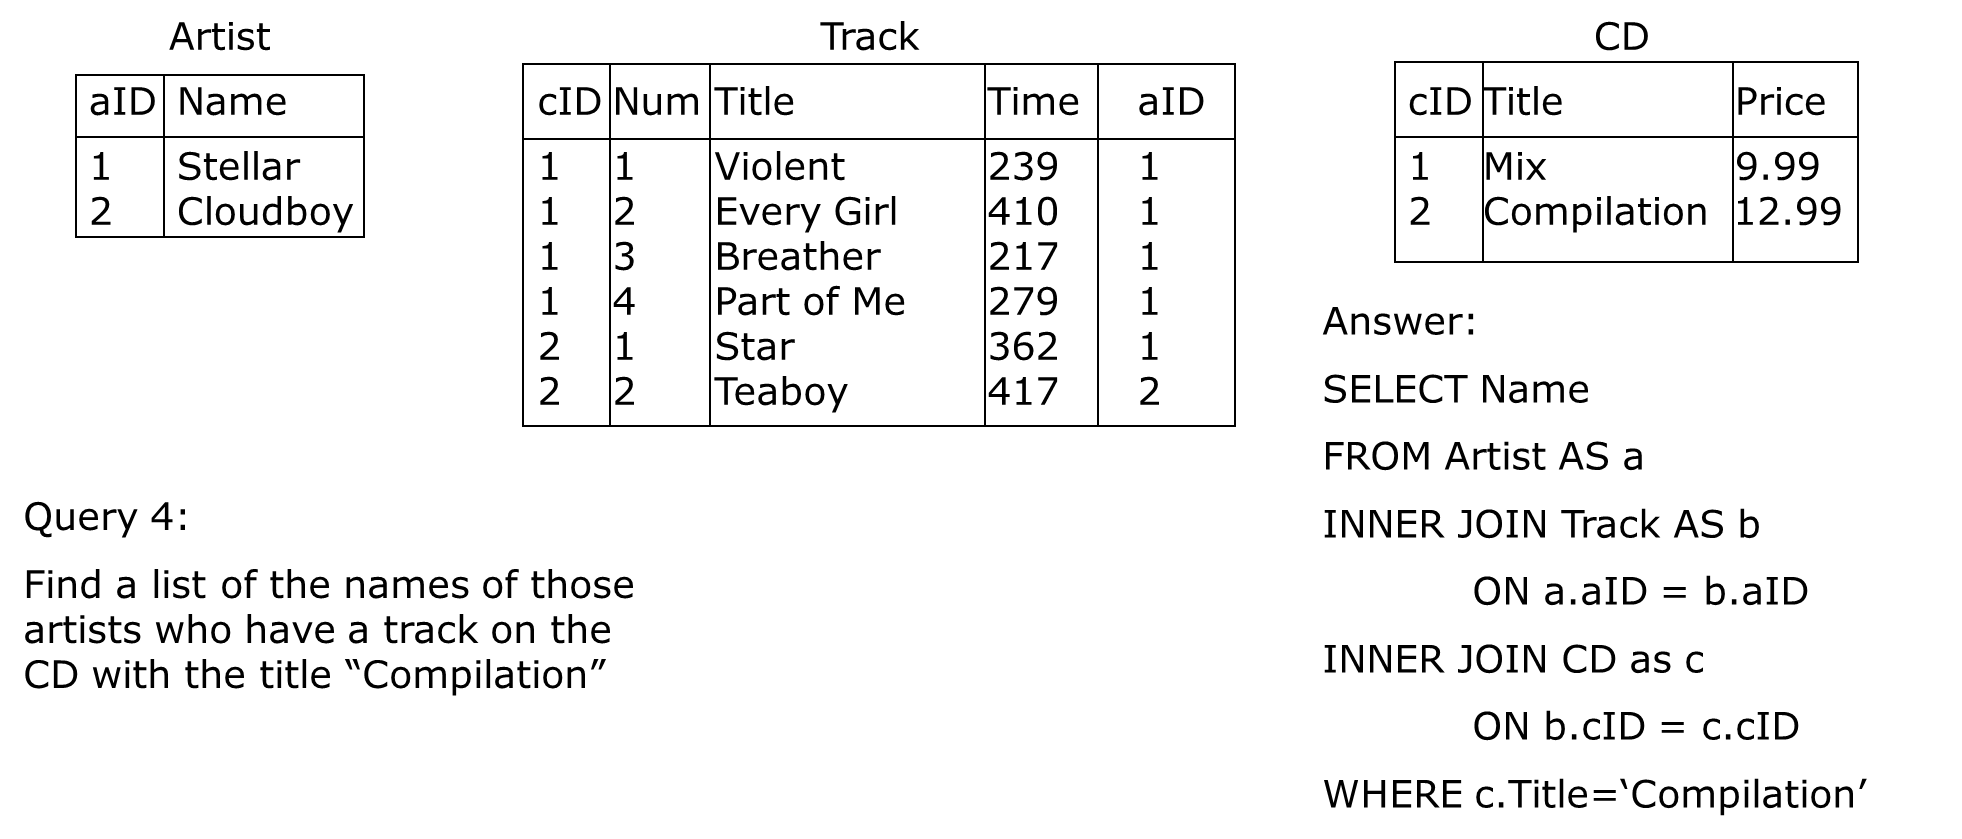 Artist
aID Name
1 Stellar
2 Cloudboy
Track
cID Num Title Time aID
1 1 Violent 239 1
1 2 Every Girl 410 1
1 3 Breather 217 1
1 4 Part of Me 279 1
2 1 Star 362 1
2 2 Teaboy 417 2
CD
cID Title Price
1 Mix 9.99
2 Compilation 12.99
Query 4:
Find a list of the names of those
artists who have a track on the
CD with the title “Compilation”
Answer:
SELECT Name
FROM Artist AS a
INNER JOIN Track AS b
ON a.aID = b.aID
INNER JOIN CD as c
ON b.cID = c.cID
WHERE c.Title=‘Compilation’